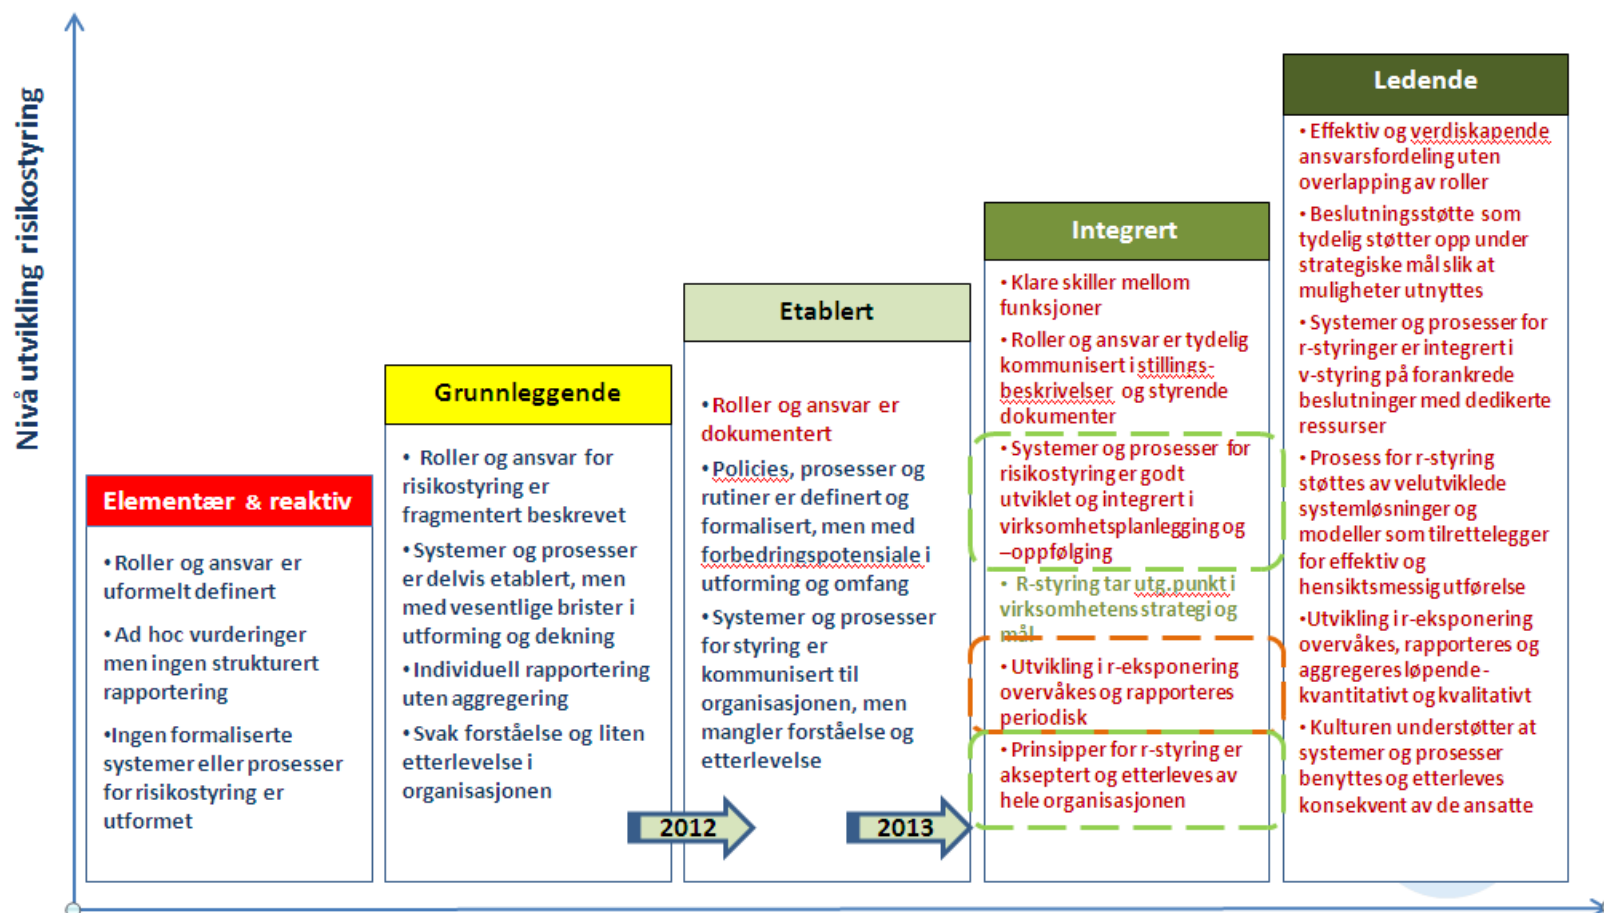 Nivå utvikling risikostyring
Elementær & reaktiv
•Roller og ansvar er
uformelt definert
•Ad hoc vurderinger
men ingen strukturert
rapportering
•Ingen formaliserte
systemer eller prosesser
for risikostyring er
utformet
Grunnleggende
• Roller og ansvar for
risikostyring er
fragmentert beskrevet
•Systemer og prosesser
er delvis etablert, men
med vesentlige brister i
utforming og dekning
•Individuell rapportering
uten aggregering
•Svak forståelse og liten
etterlevelse i
organisasjonen
2012
Etablert
•Roller og ansvar er
dokumentert
•Policies, prosesser og
rutiner er definert og
formalisert, men med
forbedringspotensiale i
utforming og omfang
•Systemer og prosesser
for styring er
kommunisert til
organisasjonen, men
mangler forståelse og
etterlevelse
2013
Integrert
•Klare skiller mellom
funksjoner
•Roller og ansvar er tydelig
kommunisert i stillings-
beskrivelser og styrende
dokumenter
•Systemer og prosesser for
risikostyring er godt
utviklet og integrert i
virksomhetsplanlegging og
–oppfølging
• R-styring tar utg.punkt i
virksomhetens strategi og
mål
•Utvikling i r-eksponering
overvåkes og rapporteres
periodisk
•Prinsipper for r-styring er
akseptert og etterleves av
hele organisasjonen
Ledende
•Effektiv og verdiskapende
ansvarsfordeling uten
overlapping av roller
•Beslutningsstøtte som
tydelig støtter opp under
strategiske mål slik at
muligheter utnyttes
•Systemer og prosesser for
r-styringer er integrert i
v-styring på forankrede
beslutninger med dedikerte
ressurser
•Prosess for r-styring
støttes av velutviklede
systemløsninger og
modeller som tilrettelegger
for effektiv og
hensiktsmessig utførelse
•Utvikling i r-eksponering
overvåkes, rapporteres og
aggregeres løpende-
kvantitativt og kvalitativt
•Kulturen understøtter at
systemer og prosesser
benyttes og etterleves
konsekvent av de ansatte